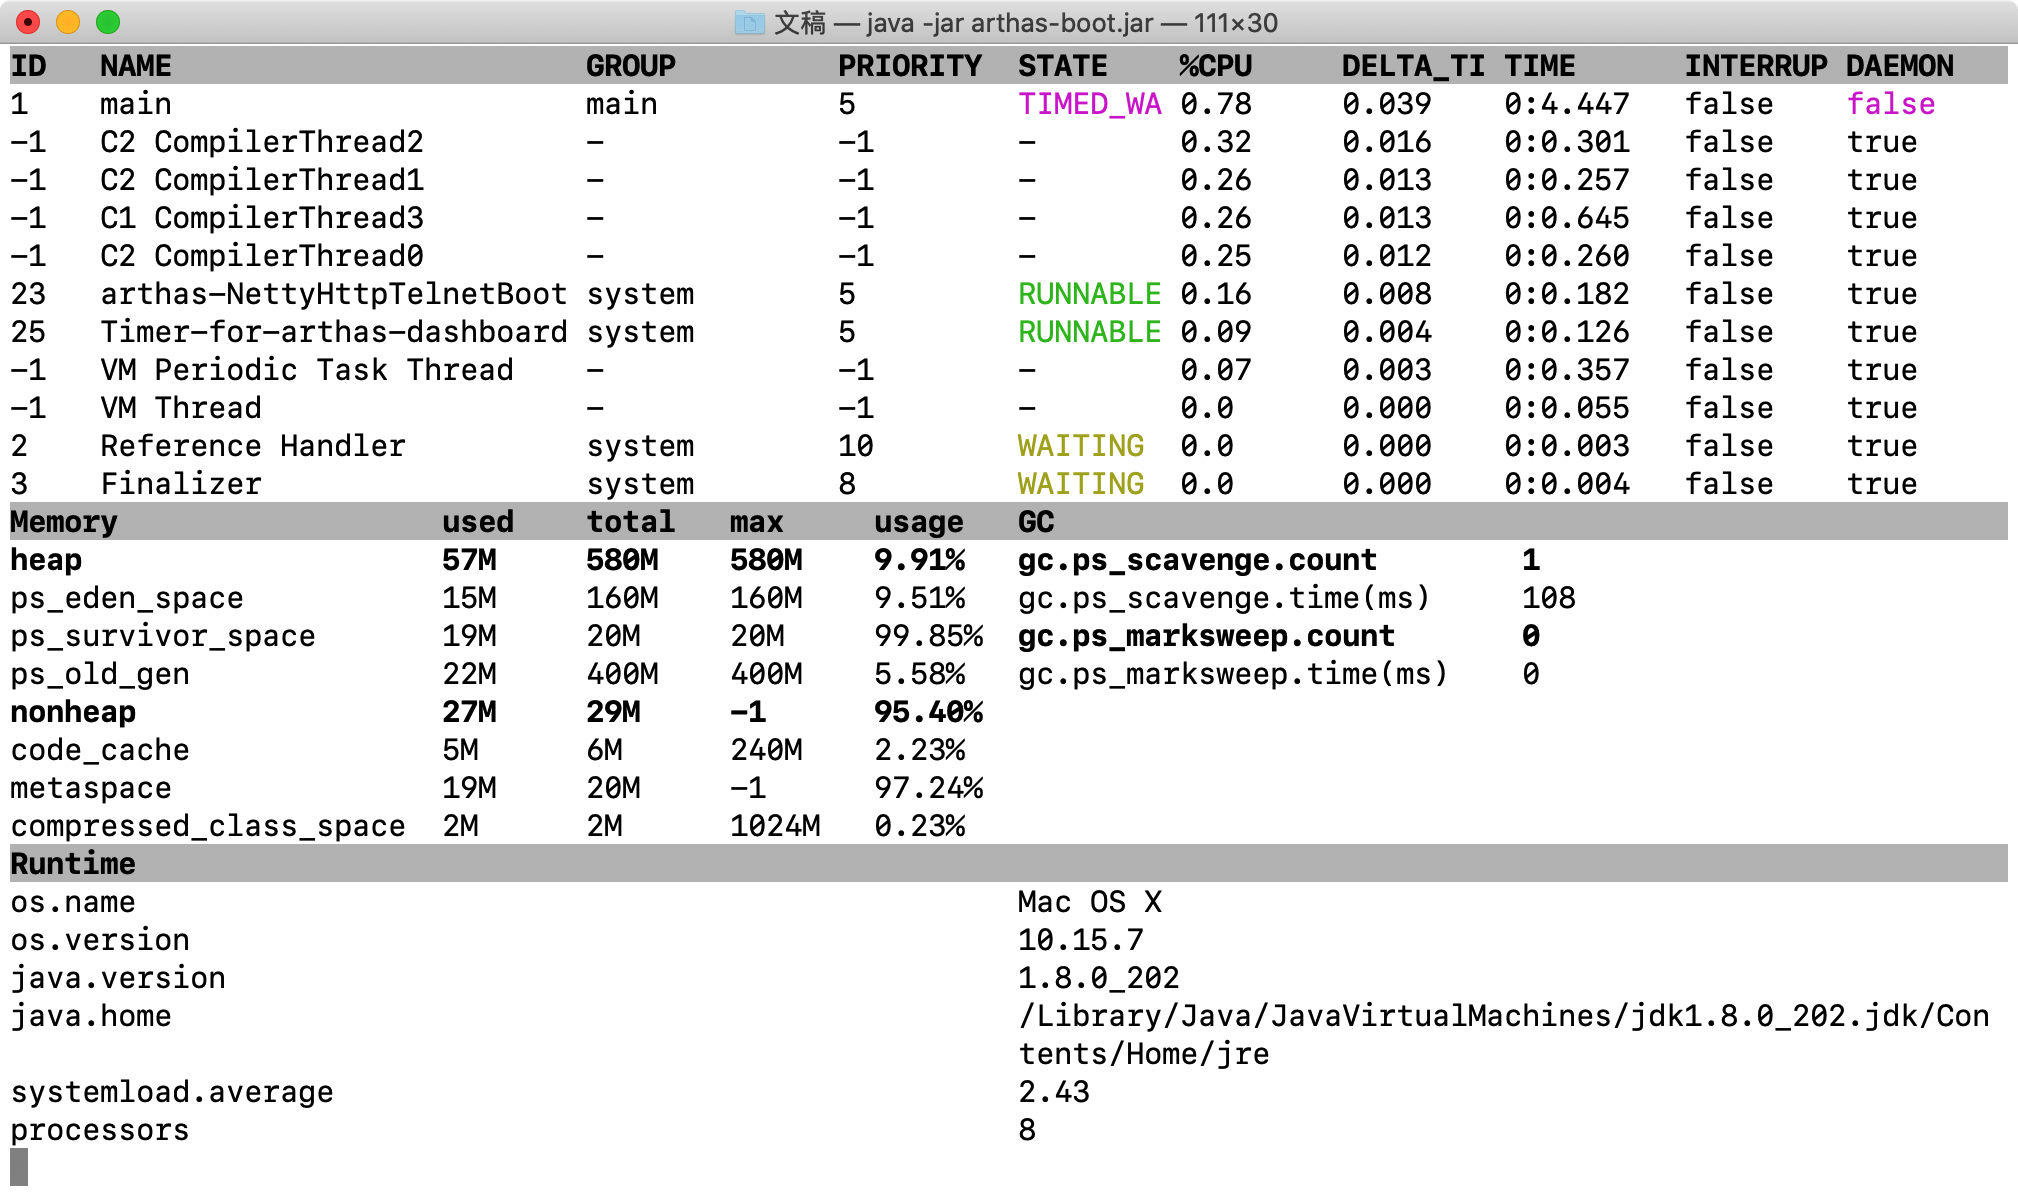 文稿 — java -jar arthas-boot.jar — 111×30
ID NAME GROUP PRIORITY STATE %CPU DELTA_TI TIME INTERRUP DAEMON
1 main main 5 TIMED_WA 0.78 0.039 0:4.447 false false
-1 C2 CompilerThread2 - -1 - 0.32 0.016 0:0.301 false true
-1 C2 CompilerThread1 - -1 - 0.26 0.013 0:0.257 false true
-1 C1 CompilerThread3 - -1 - 0.26 0.013 0:0.645 false true
-1 C2 CompilerThread0 - -1 - 0.25 0.012 0:0.260 false true
23 arthas-NettyHttpTelnetBoot system 5 RUNNABLE 0.16 0.008 0:0.182 false true
25 Timer-for-arthas-dashboard system 5 RUNNABLE 0.09 0.004 0:0.126 false true
-1 VM Periodic Task Thread - -1 - 0.07 0.003 0:0.357 false true
-1 VM Thread - -1 - 0.0 0.000 0:0.055 false true
2 Reference Handler system 10 WAITING 0.0 0.000 0:0.003 false true
3 Finalizer system 8 WAITING 0.0 0.000 0:0.004 false true
Memory used total max usage GC
heap 57M 580M 580M 9.91% gc.ps_scavenge.count 1
ps_eden_space 15M 160M 160M 9.51% gc.ps_scavenge.time(ms) 108
ps_survivor_space 19M 20M 20M 99.85% gc.ps_marksweep.count 0
ps_old_gen 22M 400M 400M 5.58% gc.ps_marksweep.time(ms) 0
nonheap 27M 29M -1 95.40%
code_cache 5M 6M 240M 2.23%
metaspace 19M 20M -1 97.24%
compressed_class_space 2M 2M 1024M 0.23%
Runtime
os.name Mac OS X
os.version 10.15.7
java.version 1.8.0_202
java.home /Library/Java/JavaVirtualMachines/jdk1.8.0_202.jdk/Con
tents/Home/jre
systemload.average 2.43
processors 8